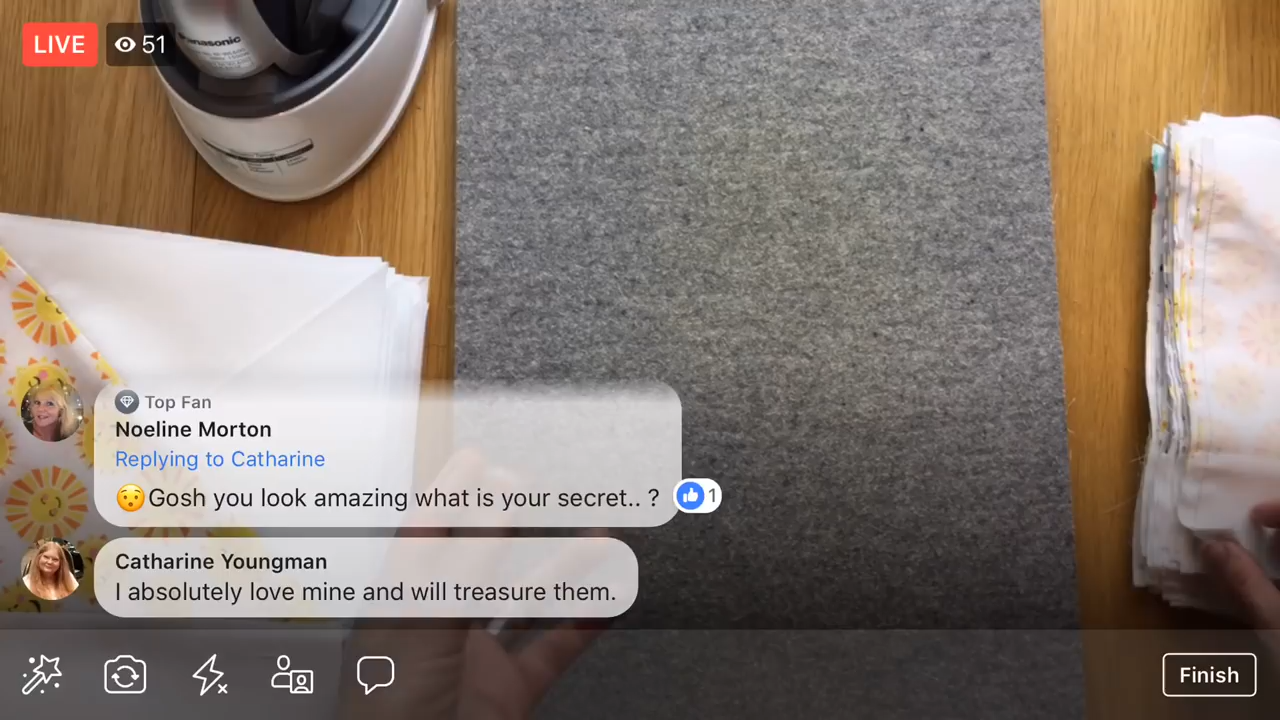 LIVE
51
Panasonic
Top Fan
Noeline Morton
Replying to Catharine
😯Gosh you look amazing what is your secret.. ?
1
Catharine Youngman
I absolutely love mine and will treasure them.
Finish